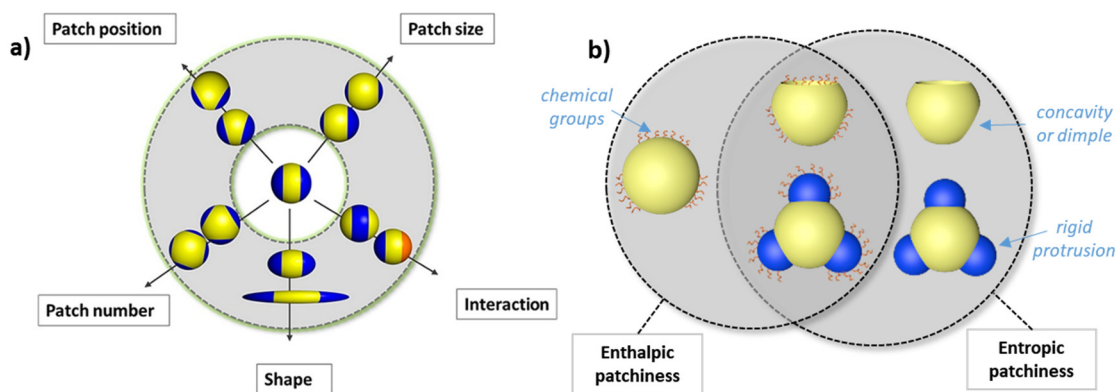 a)
Patch position
Patch size
Patch number
Interaction
Shape
b)
chemical
groups
concavity
or dimple
rigid
protrusion
Enthalpic
patchiness
Entropic
patchiness